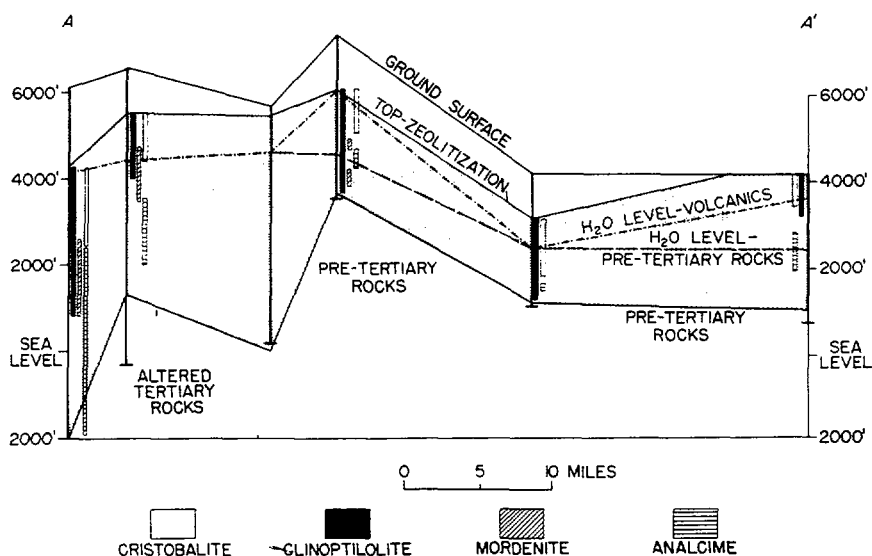 A
A'
6000'
4000'
2000'
SEA
LEVEL
2000'
GROUND SURFACE
TOP-ZEOLITIZATION
H₂O LEVEL-VOLCANICS
H₂O LEVEL-
PRE-TERTIARY ROCKS
PRE-TERTIARY
ROCKS
PRE-TERTIARY
ROCKS
ALTERED
TERTIARY
ROCKS
6000'
4000'
2000'
SEA
LEVEL
2000'
0 5 10 MILES
CRISTOBALITE
CLINOPTILOLITE
MORDENITE
ANALCIME